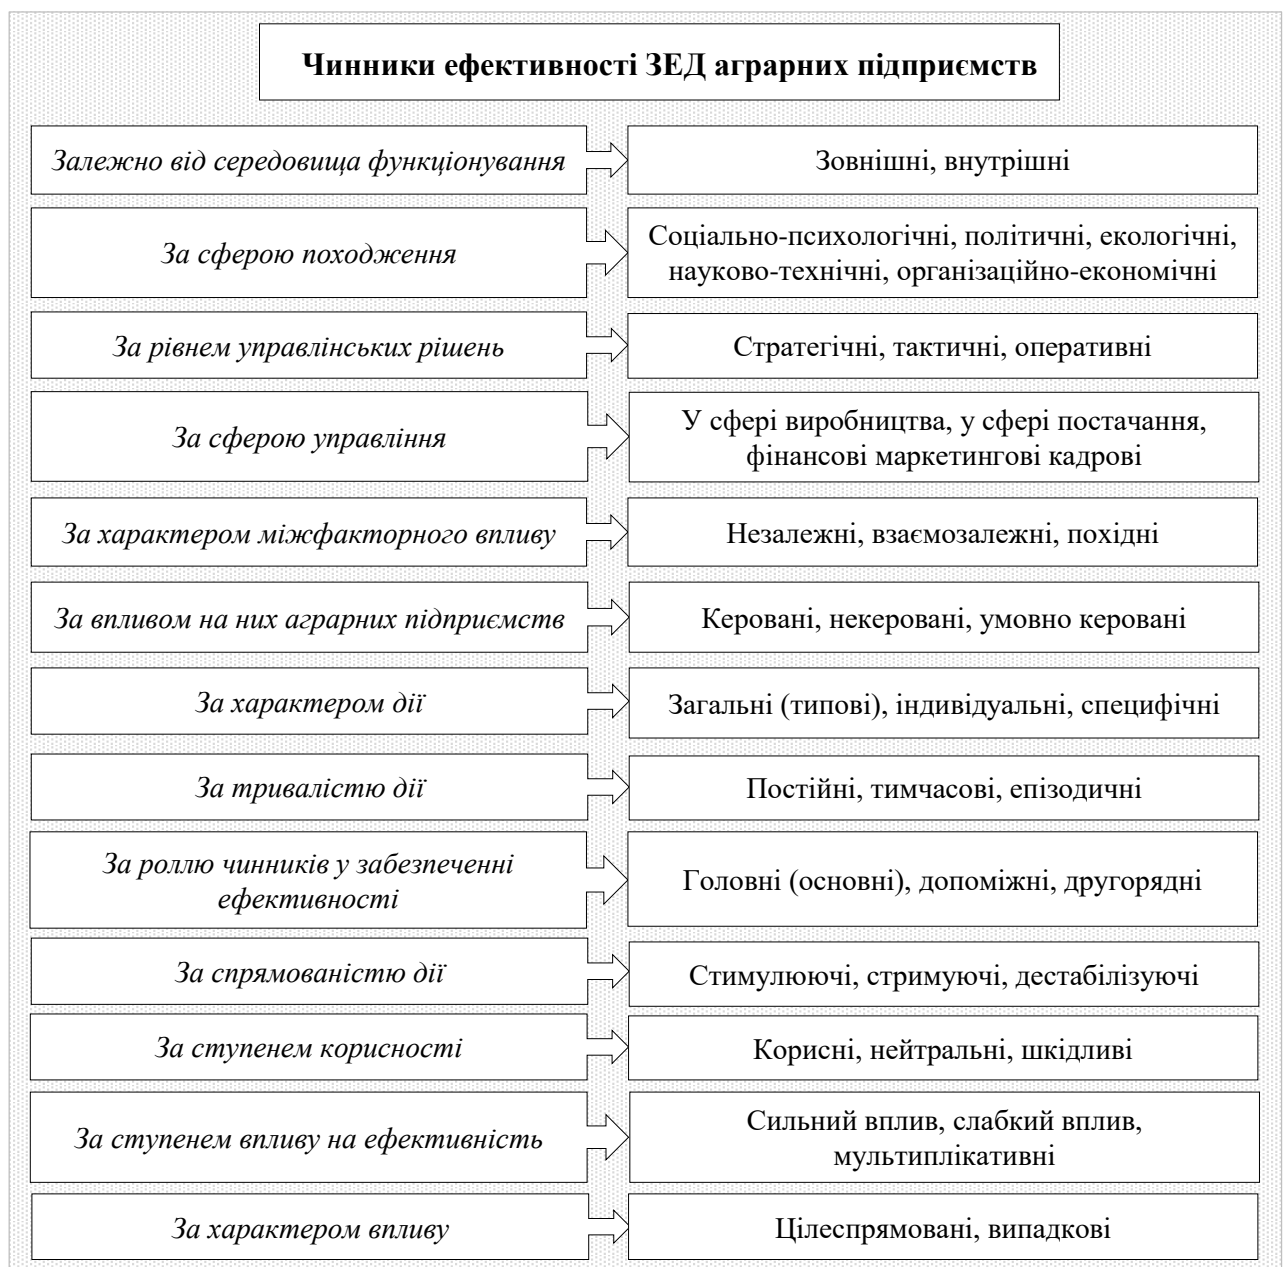 Чинники ефективності ЗЕД аграрних підприємств
Залежно від середовища функціонування
Зовнішні, внутрішні
За сферою походження
Соціально-психологічні, політичні, екологічні,
науково-технічні, організаційно-економічні
За рівнем управлінських рішень
Стратегічні, тактичні, оперативні
За сферою управління
У сфері виробництва, у сфері постачання,
фінансові маркетингові кадрові
За характером міжфакторного впливу
Незалежні, взаємозалежні, похідні
За впливом на них аграрних підприємств
Керовані, некеровані, умовно керовані
За характером дії
Загальні (типові), індивідуальні, специфічні
За тривалістю дії
Постійні, тимчасові, епізодичні
За роллю чинників у забезпеченні
ефективності
Головні (основні), допоміжні, другорядні
За спрямованістю дії
Стимулюючі, стримуючі, дестабілізуючі
За ступенем корисності
Корисні, нейтральні, шкідливі
За ступенем впливу на ефективність
Сильний вплив, слабкий вплив,
мультиплікативні
За характером впливу
Цілеспрямовані, випадкові